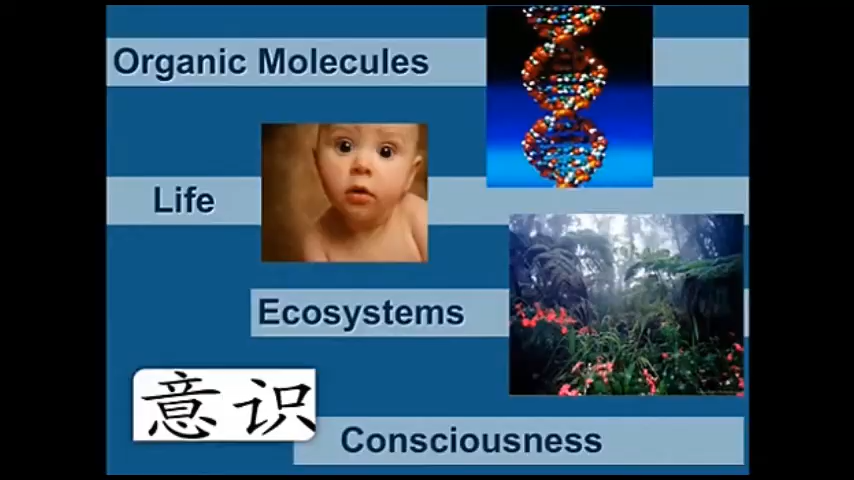 Organic Molecules
Life
Ecosystems
意识
Consciousness